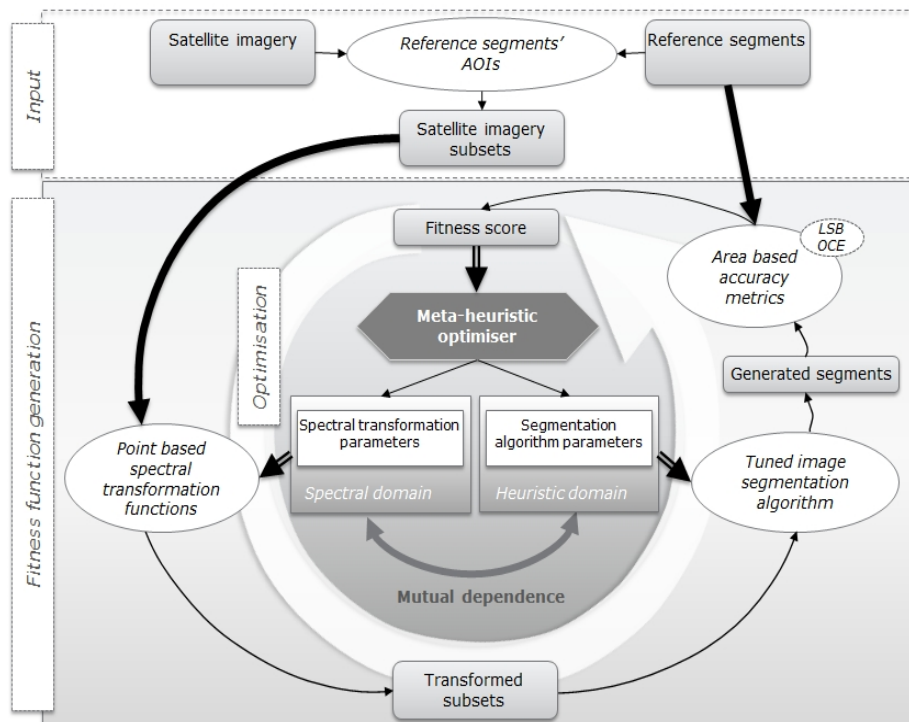 Input
Satellite imagery
Reference segments'
AOIs
Reference segments
Satellite imagery
subsets
Fitness function generation
Optimisation
Fitness score
LSB
OCE
Area based
accuracy
metrics
Meta-heuristic
optimiser
Generated segments
Spectral transformation
parameters
Spectral domain
Segmentation
algorithm parameters
Heuristic domain
Point based
spectral
transformation
functions
Tuned image
segmentation
algorithm
Mutual dependence
Transformed
subsets